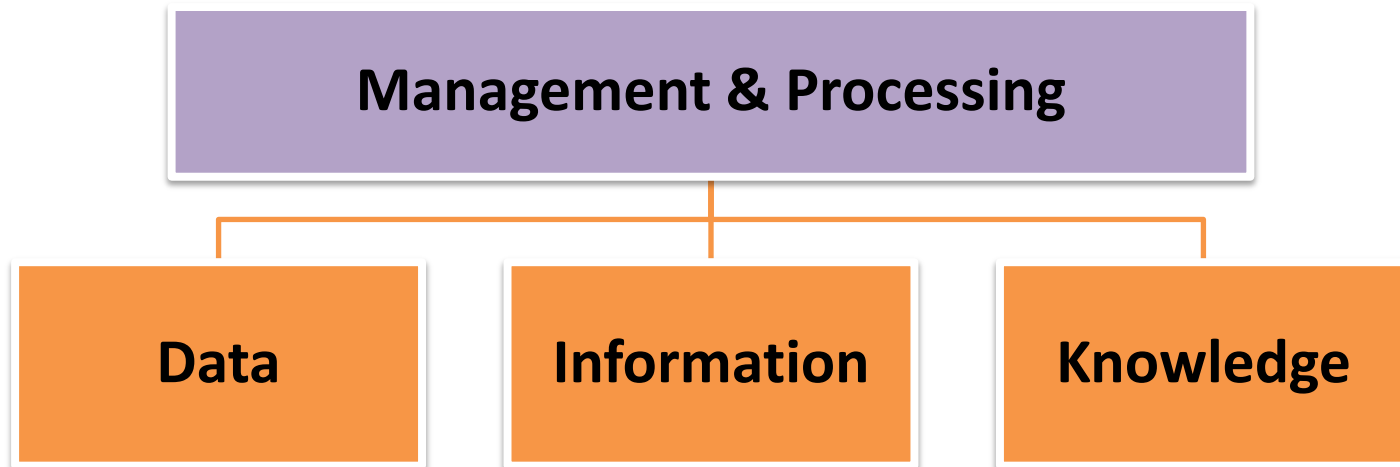 Management & Processing
Data
Information
Knowledge